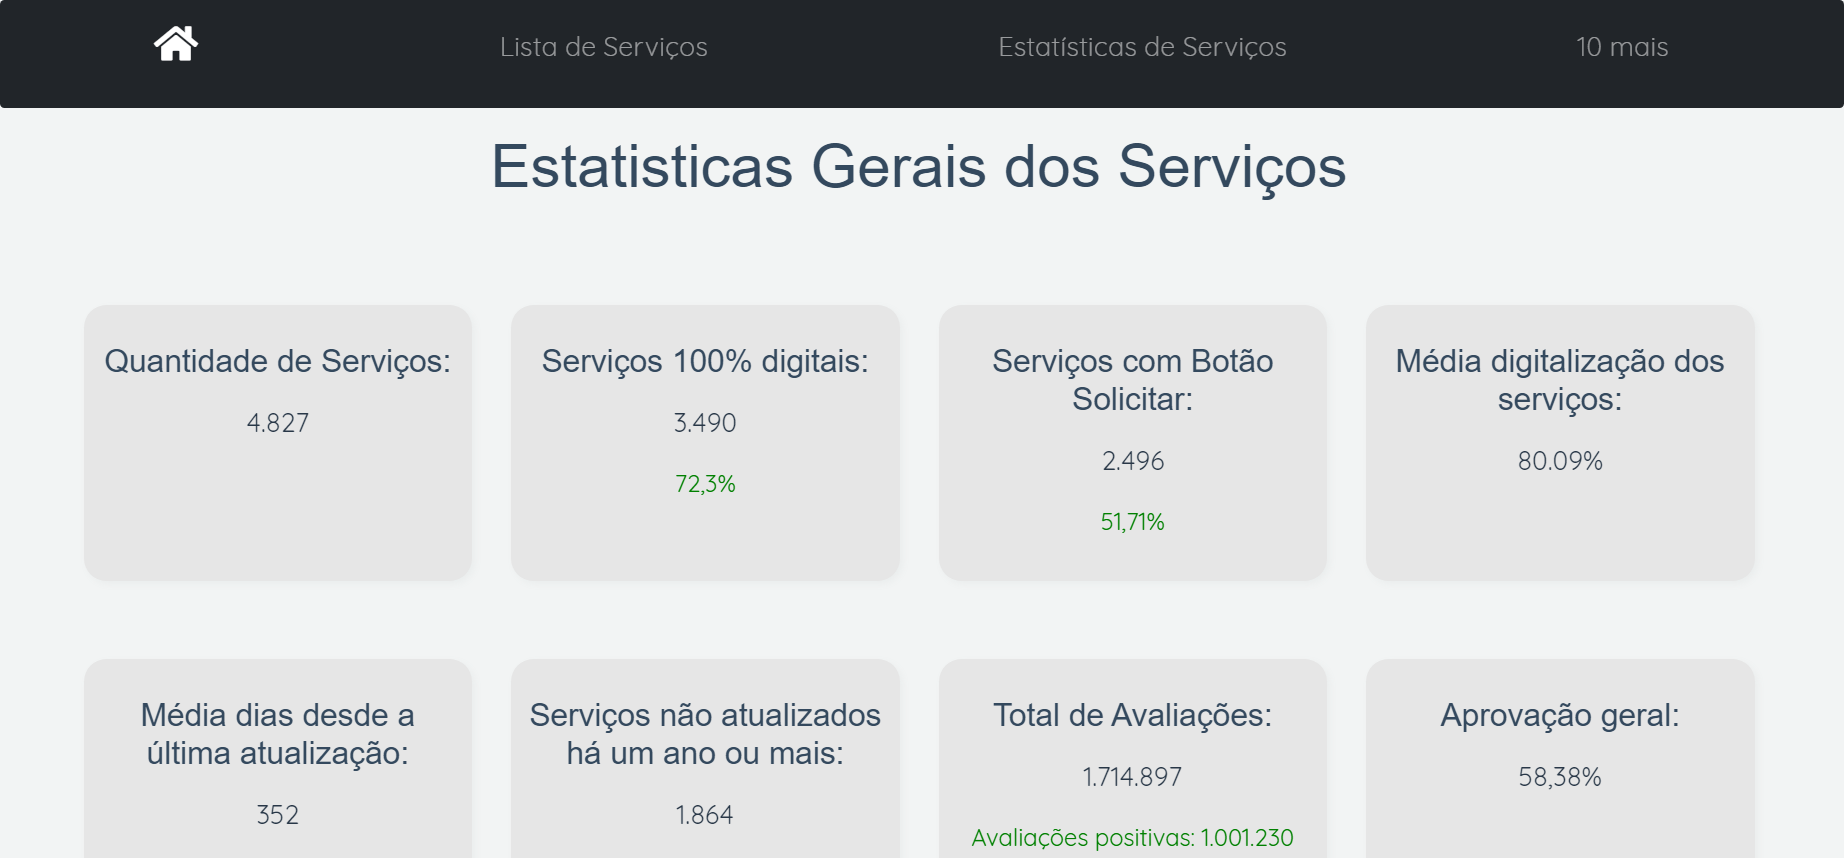 Lista de Serviços
Estatísticas de Serviços
10 mais
Estatisticas Gerais dos Serviços
Quantidade de Serviços:
4.827
Serviços 100% digitais:
3.490
72,3%
Serviços com Botão
Solicitar:
2.496
51,71%
Média digitalização dos
serviços:
80.09%
Média dias desde a
última atualização:
352
Serviços não atualizados
há um ano ou mais:
1.864
Total de Avaliações:
1.714.897
Avaliações positivas: 1.001.230
Aprovação geral:
58,38%